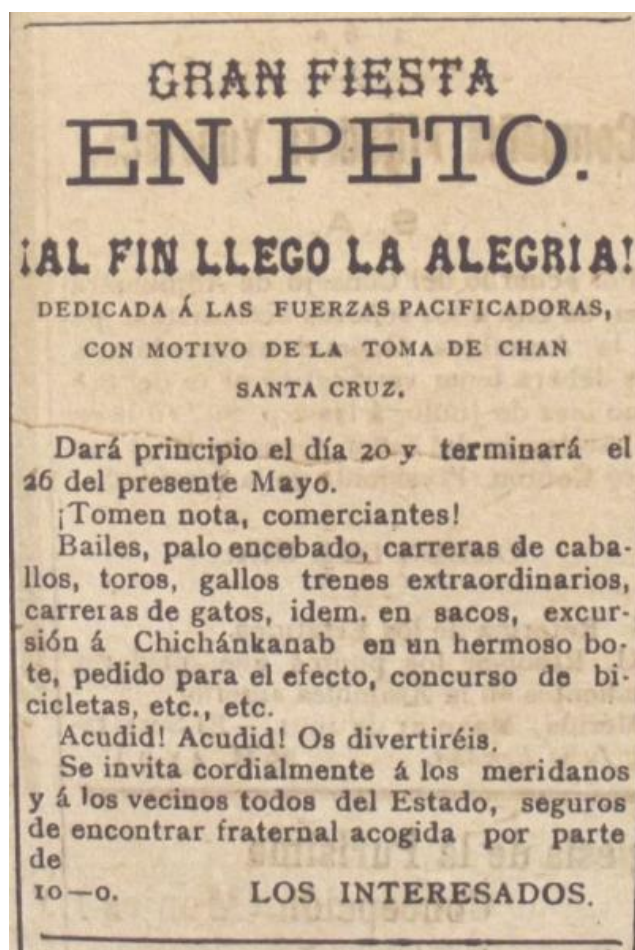 GRAN FIESTA
EN PETO.
¡AL FIN LLEGO LA ALEGRIA!
DEDICADA Á LAS FUERZAS PACIFICADORAS,
CON MOTIVO DE LA TOMA DE CHAN
SANTA CRUZ.
Dará principio el día 20 y terminará el
26 del presente Mayo.
¡Tomen nota, comerciantes!
Bailes, palo encebado, carreras de caba-
llos, toros, gallos trenes extraordinarios,
carreras de gatos, idem. en sacos, excur-
sión á Chichánkanab en un hermoso bo-
te, pedido para el efecto, concurso de bi-
cicletas, etc., etc.
Acudid! Acudid! Os divertiréis.
Se invita cordialmente á los meridanos
y á los vecinos todos del Estado, seguros
de encontrar fraternal acogida por parte
de
10—0. LOS INTERESADOS.